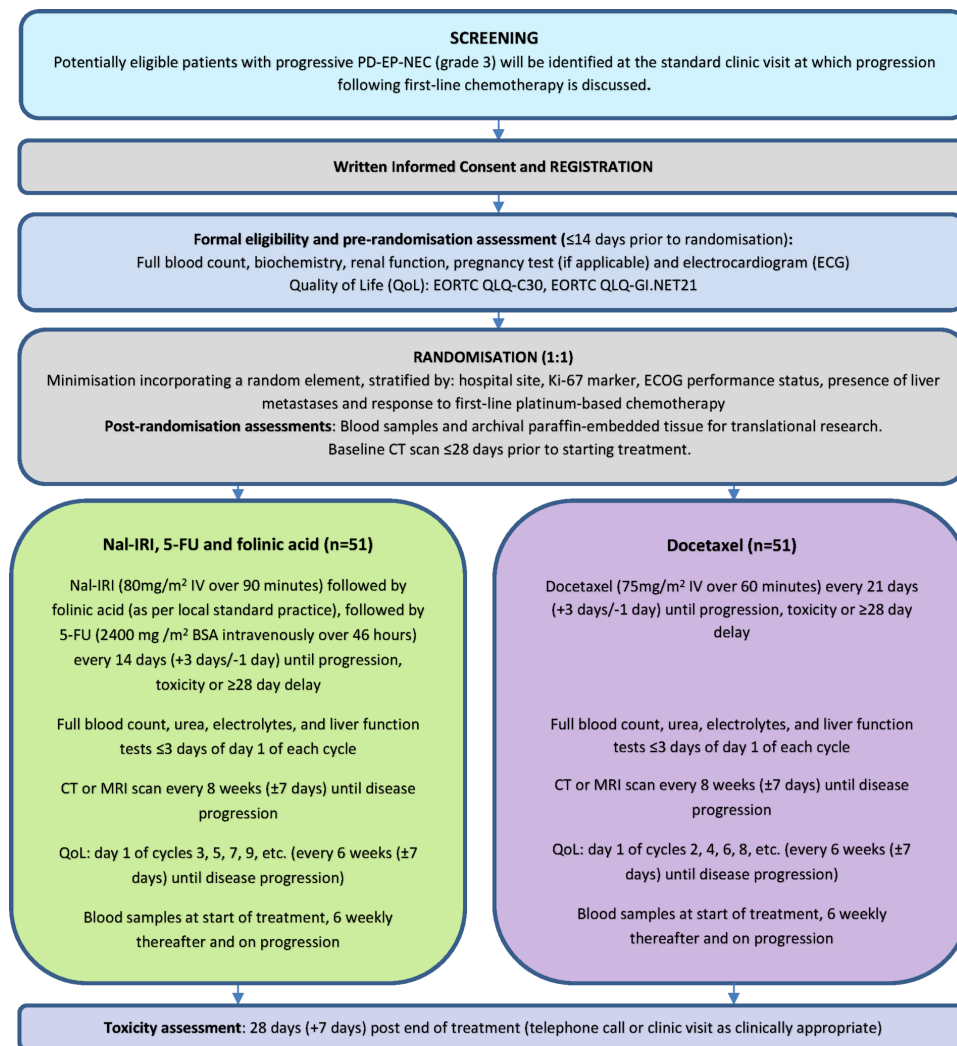 SCREENING
Potentially eligible patients with progressive PD-EP-NEC (grade 3) will be identified at the standard clinic visit at which progression
following first-line chemotherapy is discussed.
Written Informed Consent and REGISTRATION
Formal eligibility and pre-randomisation assessment (≤14 days prior to randomisation):
Full blood count, biochemistry, renal function, pregnancy test (if applicable) and electrocardiogram (ECG)
Quality of Life (QoL): EORTC QLQ-C30, EORTC QLQ-GI.NET21
RANDOMISATION (1:1)
Minimisation incorporating a random element, stratified by: hospital site, Ki-67 marker, ECOG performance status, presence of liver
metastases and response to first-line platinum-based chemotherapy
Post-randomisation assessments: Blood samples and archival paraffin-embedded tissue for translational research.
Baseline CT scan ≤28 days prior to starting treatment.
Nal-IRI, 5-FU and folinic acid (n=51)
Nal-IRI (80mg/m² IV over 90 minutes) followed by
folinic acid (as per local standard practice), followed by
5-FU (2400 mg /m² BSA intravenously over 46 hours)
every 14 days (+3 days/-1 day) until progression,
toxicity or ≥28 day delay
Full blood count, urea, electrolytes, and liver function
tests ≤3 days of day 1 of each cycle
CT or MRI scan every 8 weeks (±7 days) until disease
progression
QoL: day 1 of cycles 3, 5, 7, 9, etc. (every 6 weeks (±7
days) until disease progression)
Blood samples at start of treatment, 6 weekly
thereafter and on progression
Docetaxel (n=51)
Docetaxel (75mg/m² IV over 60 minutes) every 21 days
(+3 days/-1 day) until progression, toxicity or ≥28 day
delay
Full blood count, urea, electrolytes, and liver function
tests ≤3 days of day 1 of each cycle
CT or MRI scan every 8 weeks (±7 days) until disease
progression
QoL: day 1 of cycles 2, 4, 6, 8, etc. (every 6 weeks (±7
days) until disease progression)
Blood samples at start of treatment, 6 weekly
thereafter and on progression
Toxicity assessment: 28 days (+7 days) post end of treatment (telephone call or clinic visit as clinically appropriate)